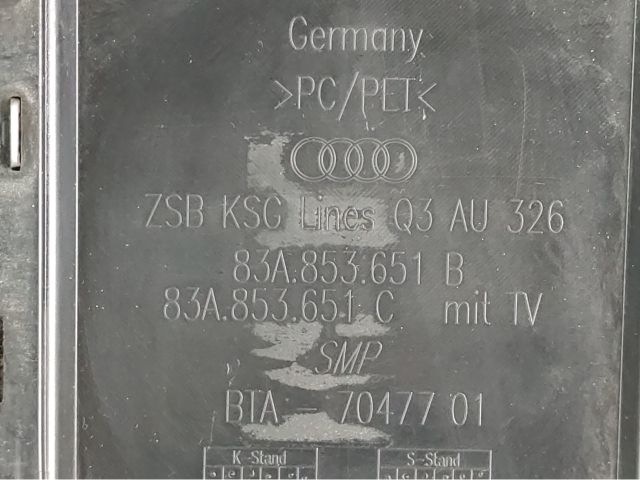 Germany
>PC/PET<
ZSB KSG Lines Q3 AU 326
83A.853.651 B
83A.853.651 C mit TV
SMP
BTA - 70477 01
K-Stand S-Stand